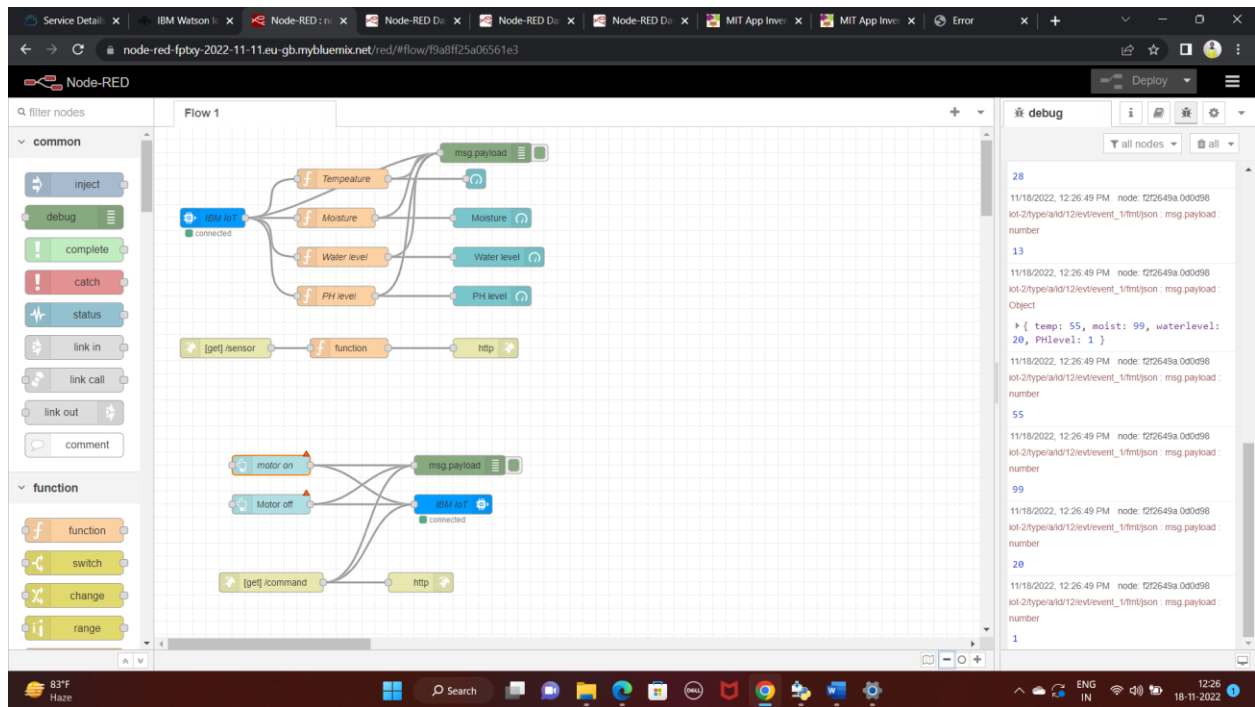 Service Details
IBM Watson Io
Node-RED : no
Node-RED Da
Node-RED Da
Node-RED Da
MIT App Inven
MIT App Inven
Error
node-red-fptxy-2022-11-11.eu-gb.mybluemix.net/red/#flow/f9a8ff25a06561e3
Node-RED
Deploy
filter nodes
Flow 1
debug
all nodes
all
common
inject
debug
complete
catch
status
link in
link call
link out
comment
function
function
switch
change
range
msg.payload
Tempeature
IBM IoT
connected
Moisture
Moisture
Water level
Water level
PH level
PH level
[get] /sensor
function
http
motor on
msg.payload
Motor off
IBM IoT
connected
[get] /command
http
28
11/18/2022, 12:26:49 PM node: f2f2649a.0d0d98
iot-2/type/a/id/12/evt/event_1/fmt/json : msg.payload :
number
13
11/18/2022, 12:26:49 PM node: f2f2649a.0d0d98
iot-2/type/a/id/12/evt/event_1/fmt/json : msg.payload :
Object
{ temp: 55, moist: 99, waterlevel:
20, PHlevel: 1 }
11/18/2022, 12:26:49 PM node: f2f2649a.0d0d98
iot-2/type/a/id/12/evt/event_1/fmt/json : msg.payload :
number
55
11/18/2022, 12:26:49 PM node: f2f2649a.0d0d98
iot-2/type/a/id/12/evt/event_1/fmt/json : msg.payload :
number
99
11/18/2022, 12:26:49 PM node: f2f2649a.0d0d98
iot-2/type/a/id/12/evt/event_1/fmt/json : msg.payload :
number
20
11/18/2022, 12:26:49 PM node: f2f2649a.0d0d98
iot-2/type/a/id/12/evt/event_1/fmt/json : msg.payload :
number
1
83°F
Haze
Search
DELL
ENG
IN
12:26
18-11-2022
1